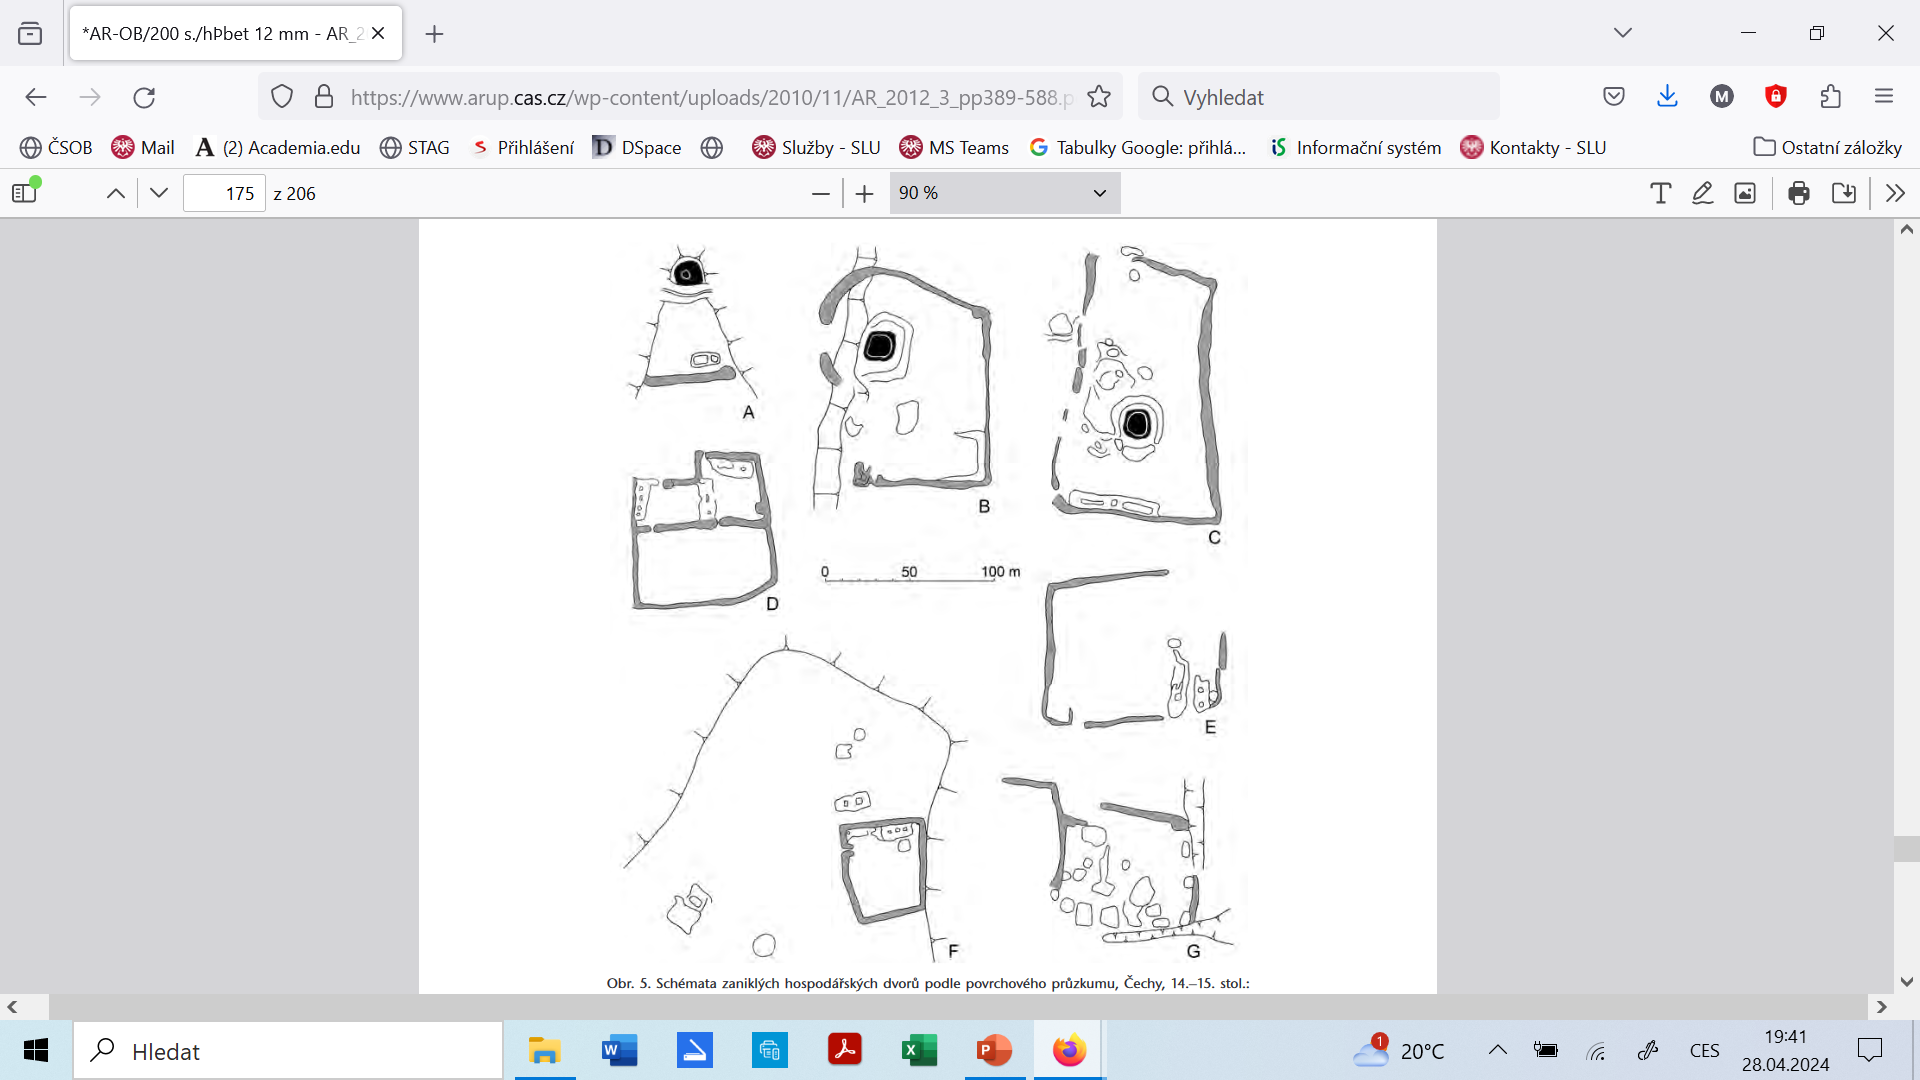 *AR-OB/200 s./hÞbet 12 mm - AR_2
https://www.arup.cas.cz/wp-content/uploads/2010/11/AR_2012_3_pp389-588.p
Vyhledat
M
ČSOB
Mail
(2) Academia.edu
STAG
Přihlášení
DSpace
Služby - SLU
MS Teams
Tabulky Google: přihlá...
Informační systém
Kontakty - SLU
Ostatní záložky
175 z 206
90 %
A
B
C
D
0 50 100 m
E
F
G
Obr. 5. Schémata zaniklých hospodářských dvorů podle povrchového průzkumu, Čechy, 14.–15. stol.:
Hledat
1
20°C
CES
19:41
28.04.2024